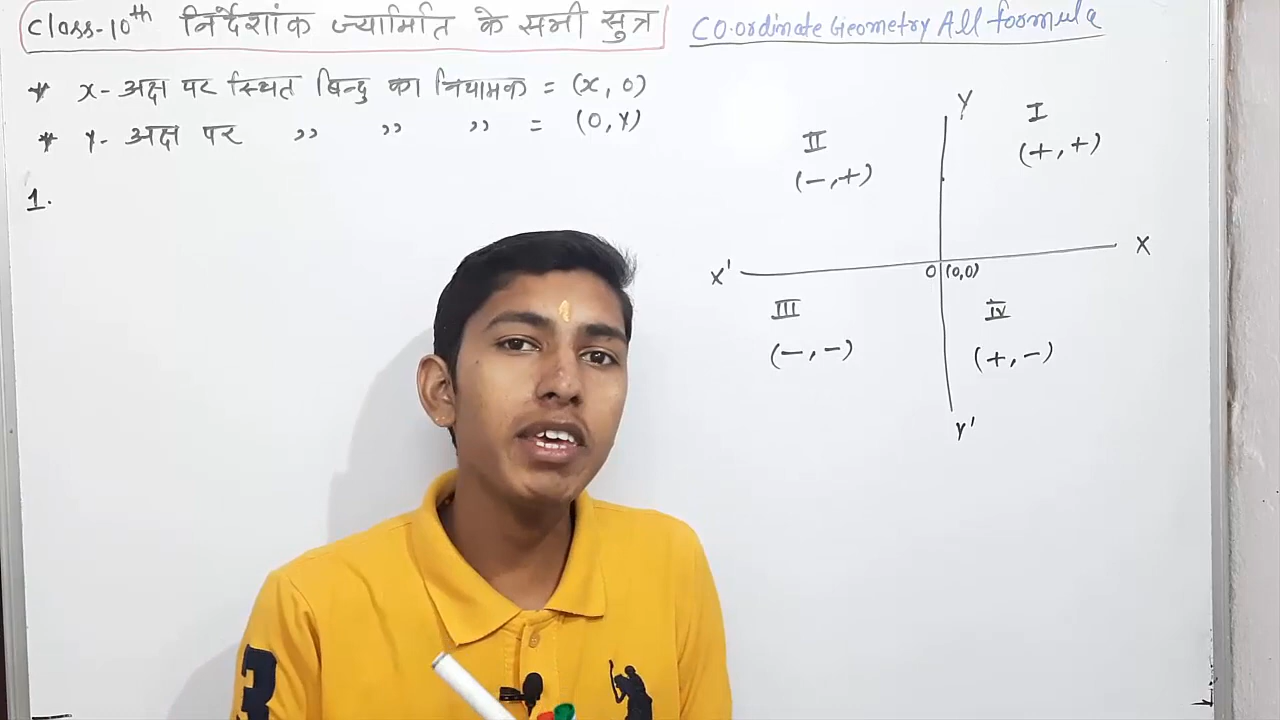 Class-10th निर्देशांक ज्यामिति के सभी सुत्र
CO.ordinate Geometry All formula
* x- अक्ष पर स्थित बिन्दु का नियामक = (x, 0)
* y- अक्ष पर ,, ,, ,, = (0, y)
1.
Y
I
(+,+)
II
(-,+)
X
X'
O (0,0)
III
(-,-)
IV
(+,-)
Y'
3